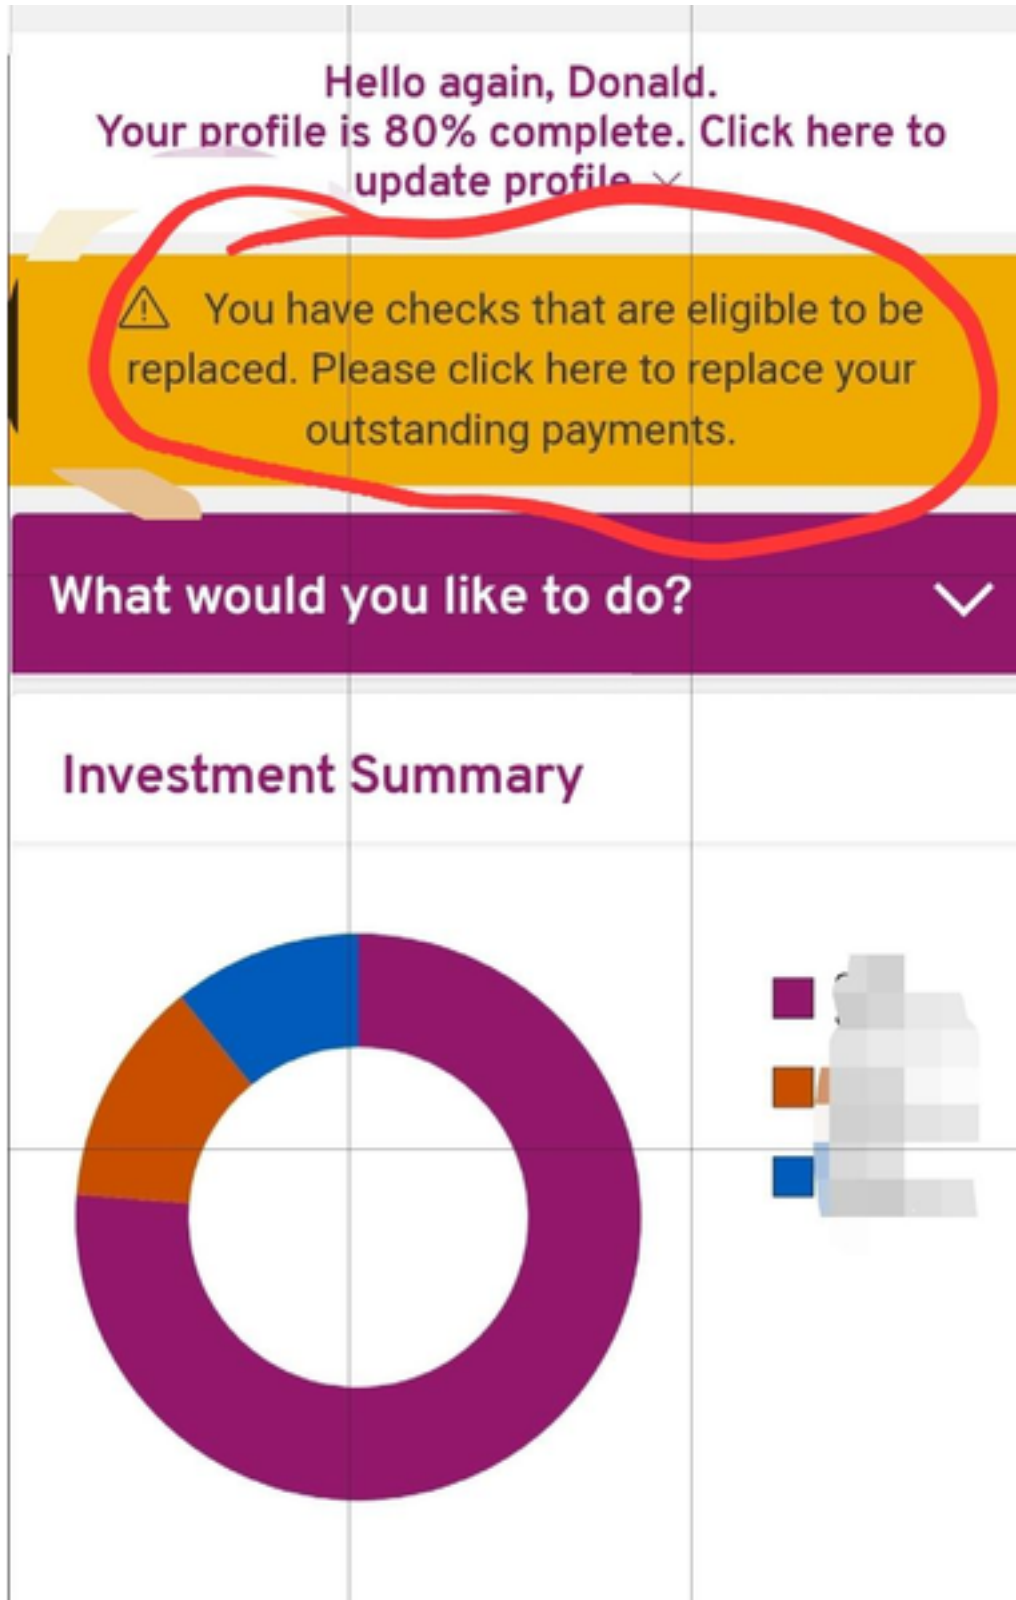 Hello again, Donald.
Your profile is 80% complete. Click here to
update profile
You have checks that are eligible to be
replaced. Please click here to replace your
outstanding payments.
What would you like to do?
Investment Summary